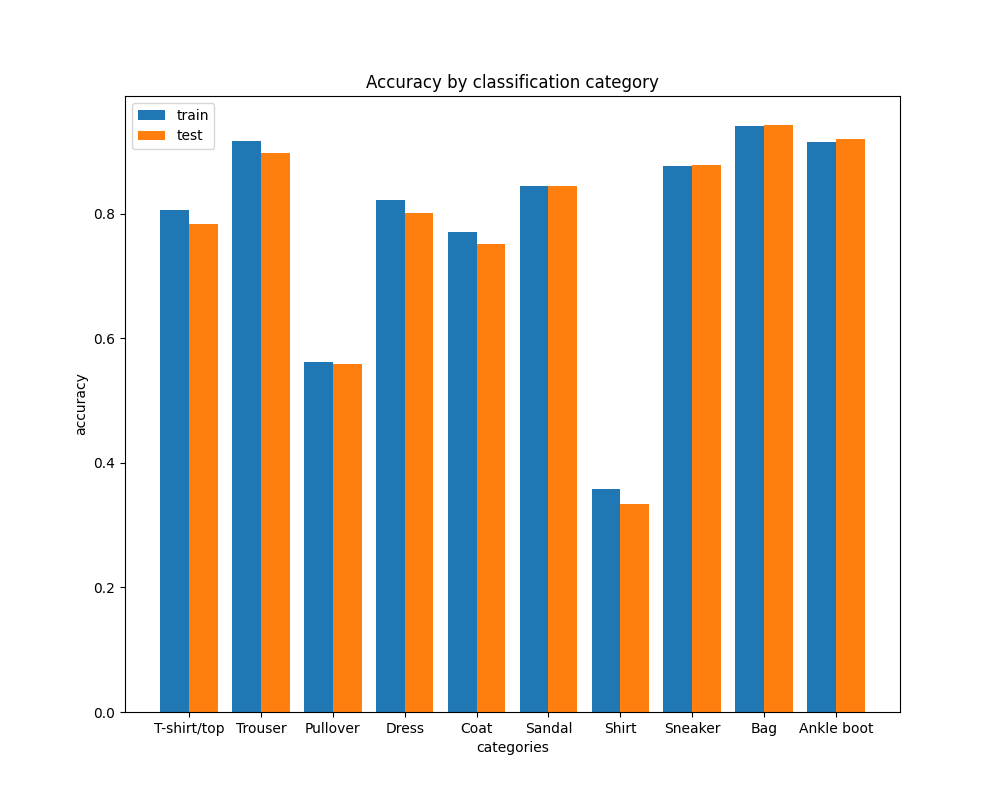 Accuracy by classification category
train
test
accuracy
0.8
0.6
0.4
0.2
0.0
T-shirt/top Trouser Pullover Dress Coat Sandal Shirt Sneaker Bag Ankle boot
categories